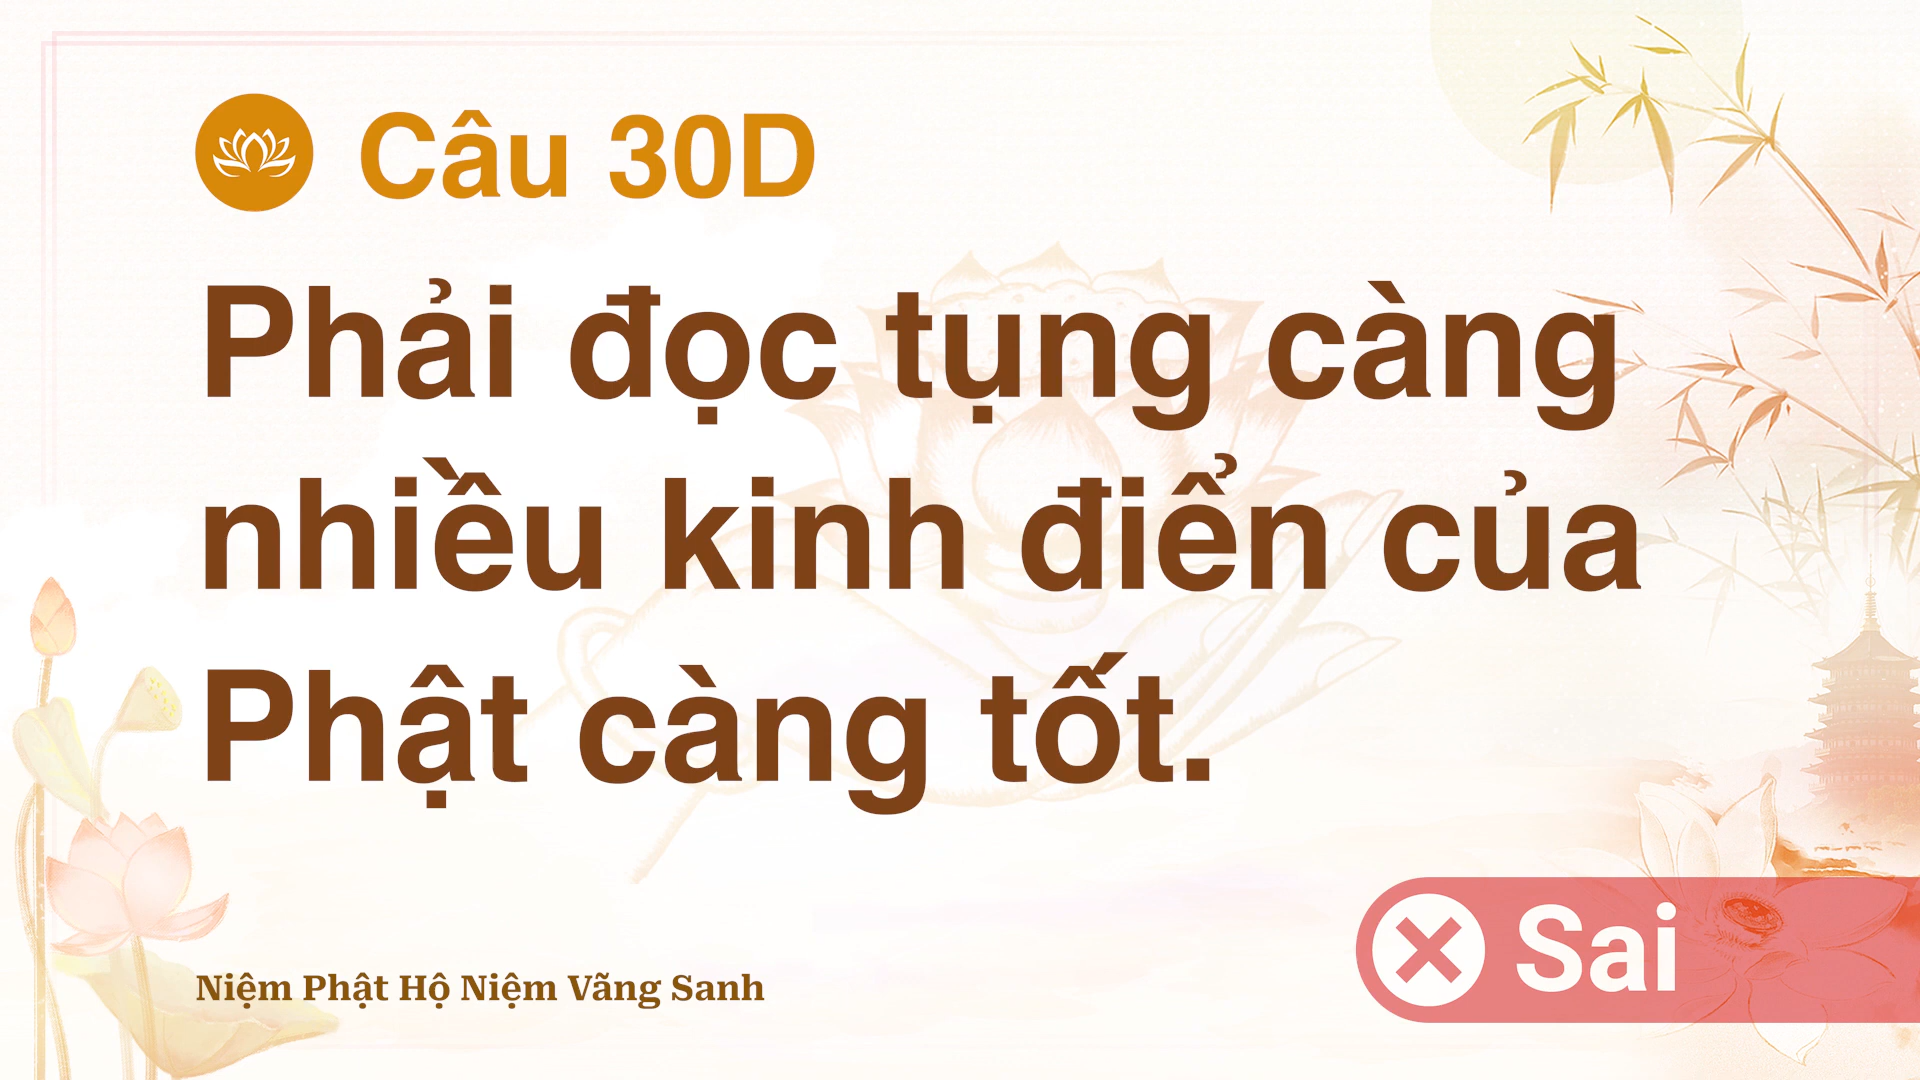 Câu 30D
Phải đọc tụng càng
nhiều kinh điển của
Phật càng tốt.
Sai
Niệm Phật Hộ Niệm Vãng Sanh